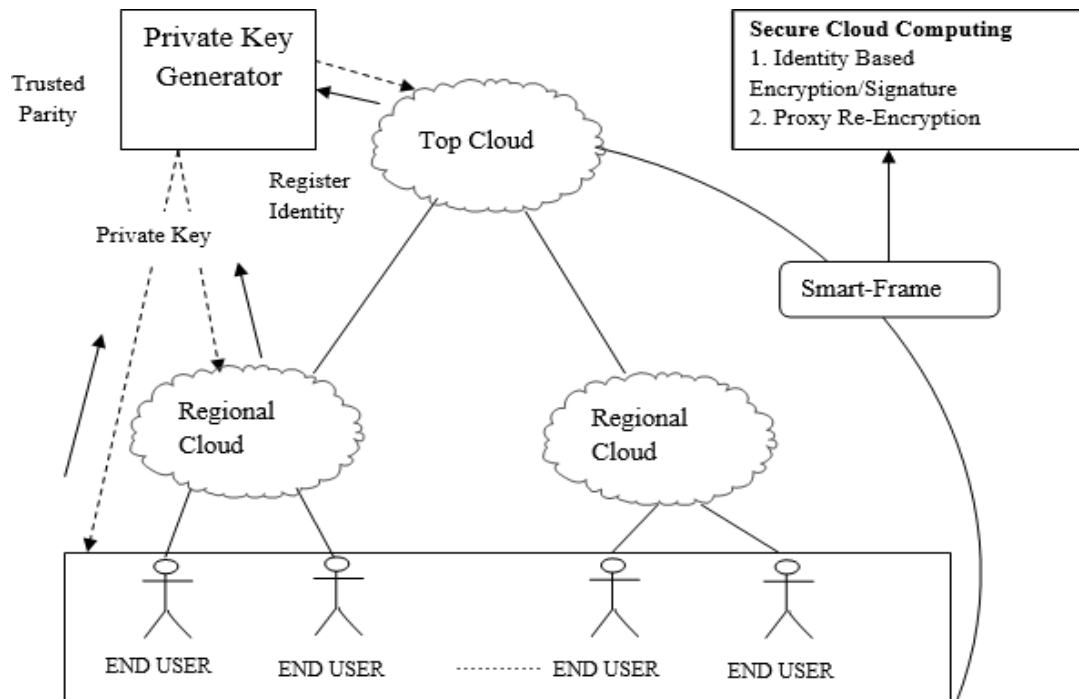 Private Key
Generator
Trusted
Parity
Top Cloud
Secure Cloud Computing
1. Identity Based
Encryption/Signature
2. Proxy Re-Encryption
Register
Identity
Private Key
Smart-Frame
Regional
Cloud
Regional
Cloud
END USER
END USER
END USER
END USER